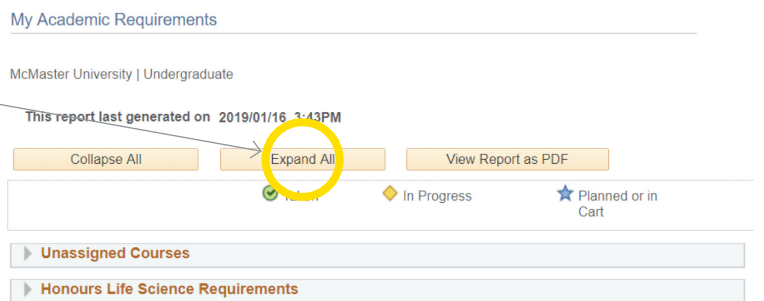 My Academic Requirements
McMaster University | Undergraduate
This report last generated on 2019/01/16 3:43PM
Collapse All Expand All View Report as PDF
Taken In Progress Planned or in
Cart
Unassigned Courses
Honours Life Science Requirements